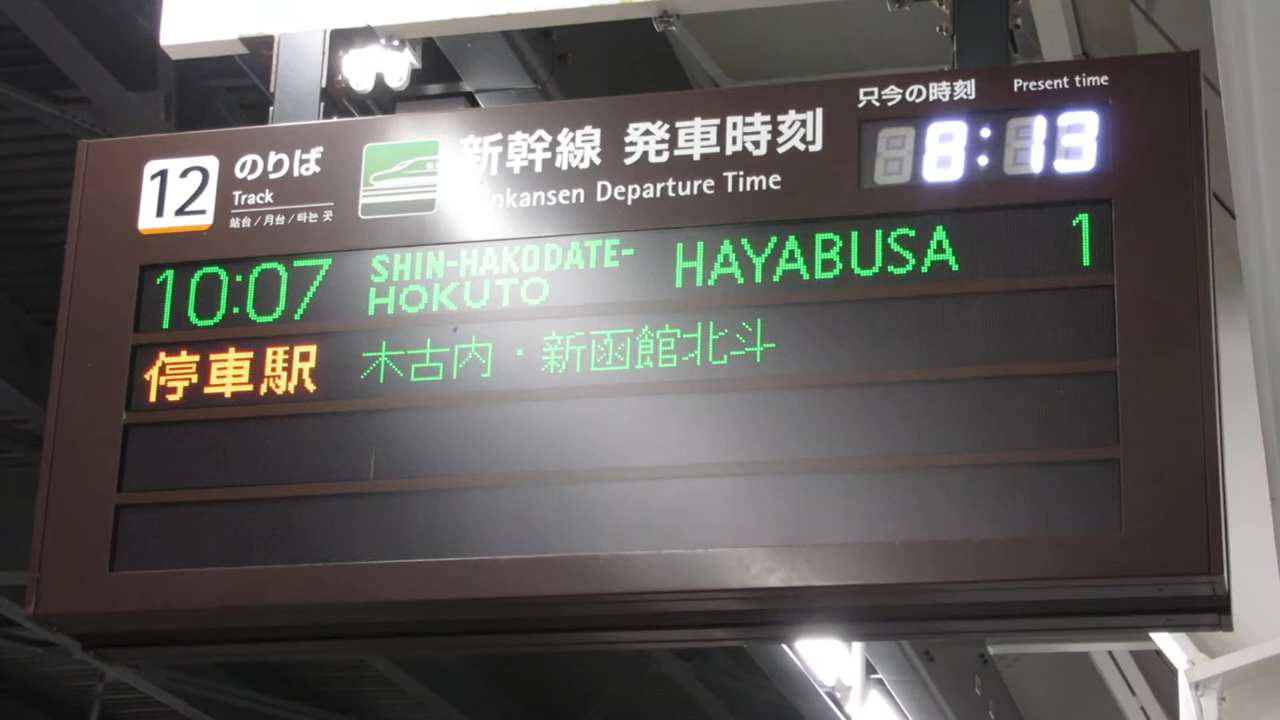 12 のりば
Track
站台／月台／타는 곳
新幹線 発車時刻
Departure Time
只今の時刻 Present time
8:13
10:07 SHIN-HAKODATE-HOKUTO HAYABUSA 1
停車駅 木古内・新函館北斗